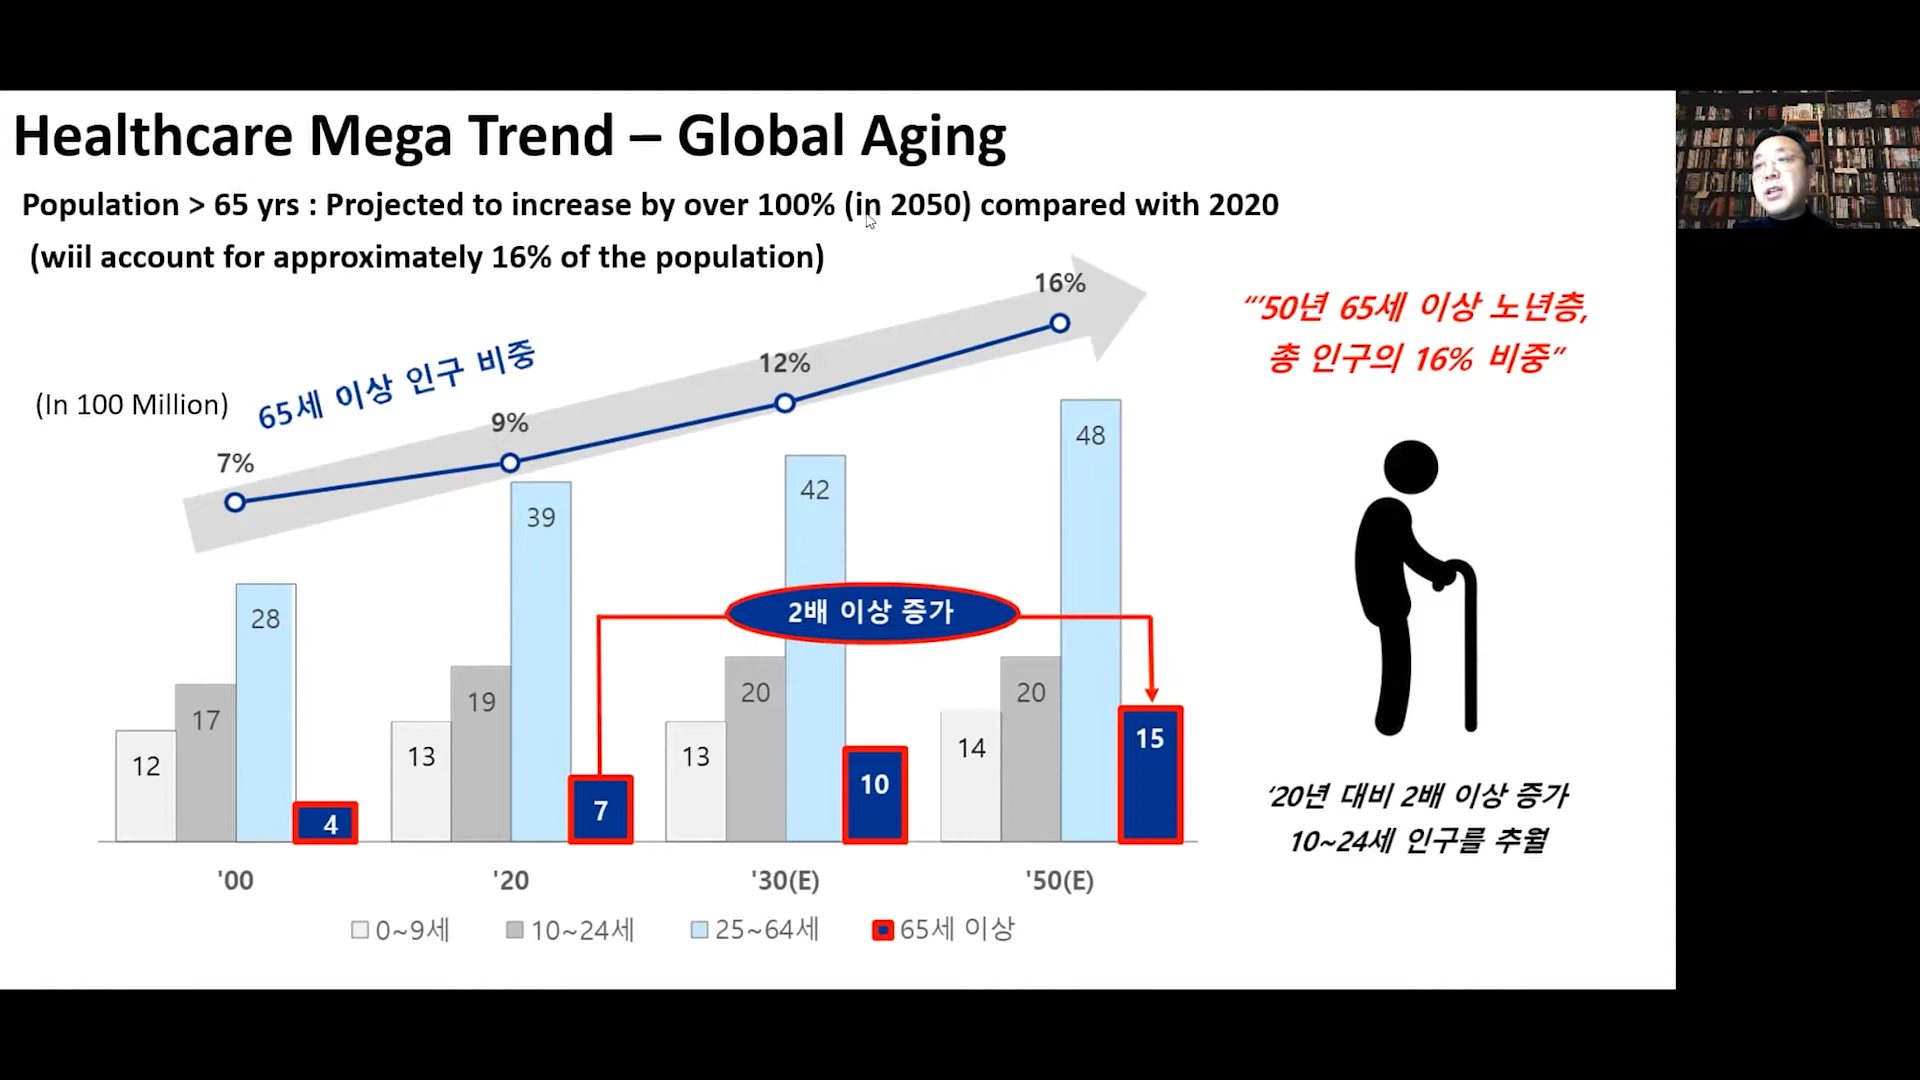 Healthcare Mega Trend – Global Aging
Population > 65 yrs : Projected to increase by over 100% (in 2050) compared with 2020
(wiil account for approximately 16% of the population)
(In 100 Million)
65세 이상 인구 비중
7%
9%
12%
16%
12
17
28
4
13
19
39
7
13
20
42
10
14
20
48
15
2배 이상 증가
'00
'20
'30(E)
'50(E)
0~9세
10~24세
25~64세
65세 이상
“’50년 65세 이상 노년층,
총 인구의 16% 비중”
‘20년 대비 2배 이상 증가
10~24세 인구를 추월